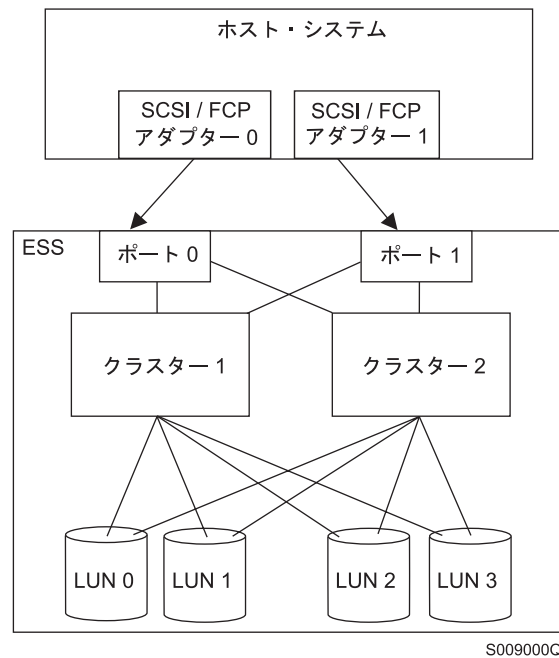 ホスト・システム
SCSI / FCP
アダプター 0
SCSI / FCP
アダプター 1
ESS
ポート 0
ポート 1
クラスター 1
クラスター 2
LUN 0
LUN 1
LUN 2
LUN 3
S009000Q